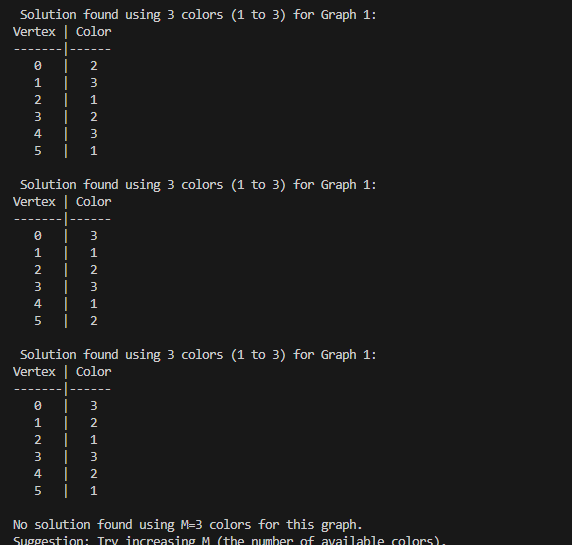 Solution found using 3 colors (1 to 3) for Graph 1:
Vertex | Color
-------|------
0 | 2
1 | 3
2 | 1
3 | 2
4 | 3
5 | 1
Solution found using 3 colors (1 to 3) for Graph 1:
Vertex | Color
-------|------
0 | 3
1 | 1
2 | 2
3 | 3
4 | 1
5 | 2
Solution found using 3 colors (1 to 3) for Graph 1:
Vertex | Color
-------|------
0 | 3
1 | 2
2 | 1
3 | 3
4 | 2
5 | 1
No solution found using M=3 colors for this graph.
Suggestion: Try increasing M (the number of available colors).